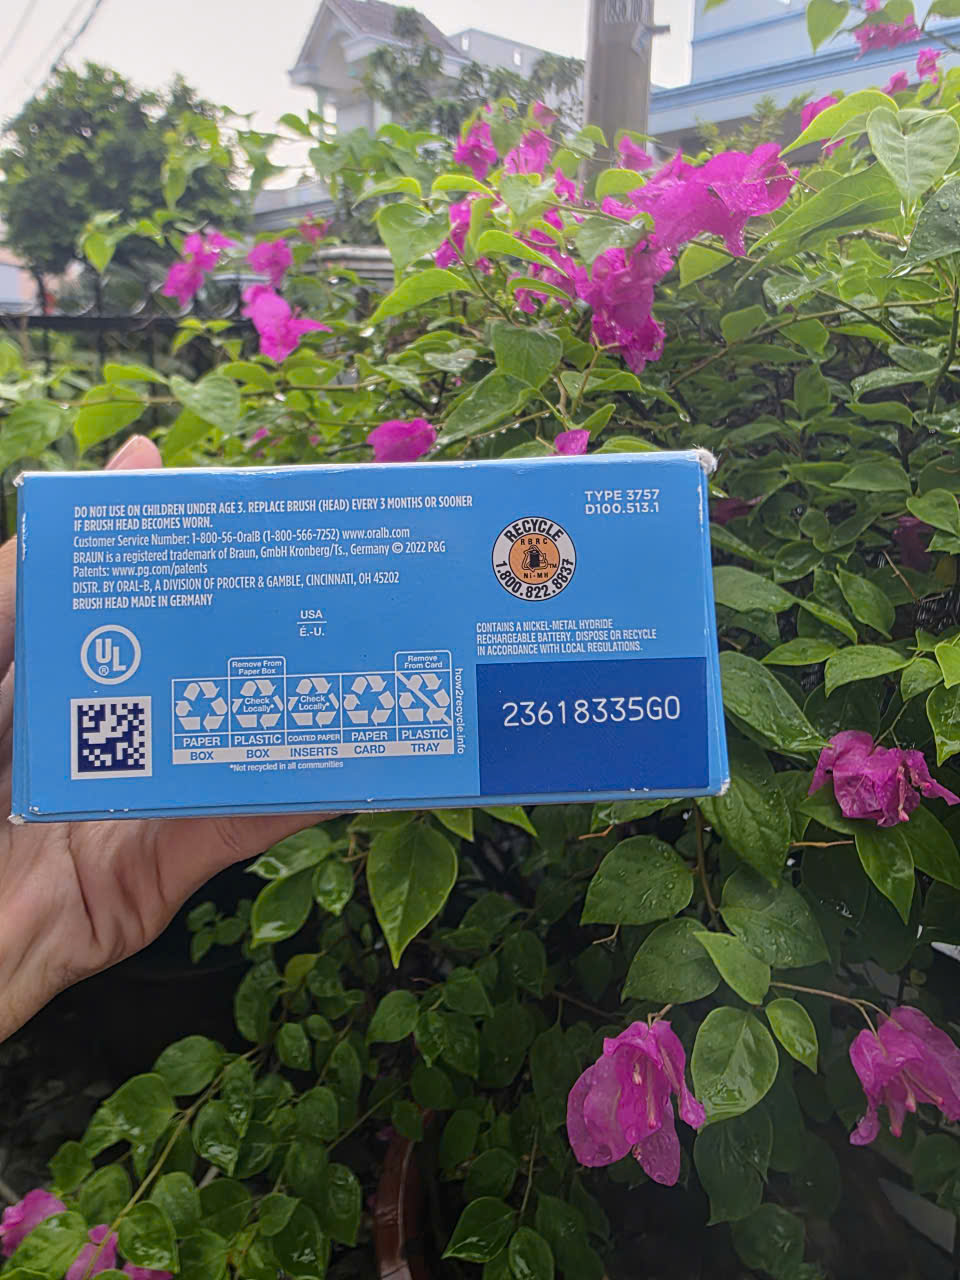 DO NOT USE ON CHILDREN UNDER AGE 3. REPLACE BRUSH (HEAD) EVERY 3 MONTHS OR SOONER
IF BRUSH HEAD BECOMES WORN.
Customer Service Number: 1-800-56-OralB (1-800-566-7252) www.oralb.com
BRAUN is a registered trademark of Braun, GmbH Kronberg/Ts., Germany © 2022 P&G
Patents: www.pg.com/patents
DISTR. BY ORAL-B, A DIVISION OF PROCTER & GAMBLE, CINCINNATI, OH 45202
BRUSH HEAD MADE IN GERMANY
TYPE 3757
D100.513.1
RECYCLE
RBRC
Ni-MH
TM
1.800.822.8837
USA
É.-U.
CONTAINS A NICKEL-METAL HYDRIDE
RECHARGEABLE BATTERY. DISPOSE OR RECYCLE
IN ACCORDANCE WITH LOCAL REGULATIONS.
UL
®
Remove From
Paper Box
Remove
From Card
Check
Locally*
Check
Locally*
PAPER
BOX
PLASTIC
BOX
COATED PAPER
INSERTS
PAPER
CARD
PLASTIC
TRAY
how2recycle.info
*Not recycled in all communities
23618335G0